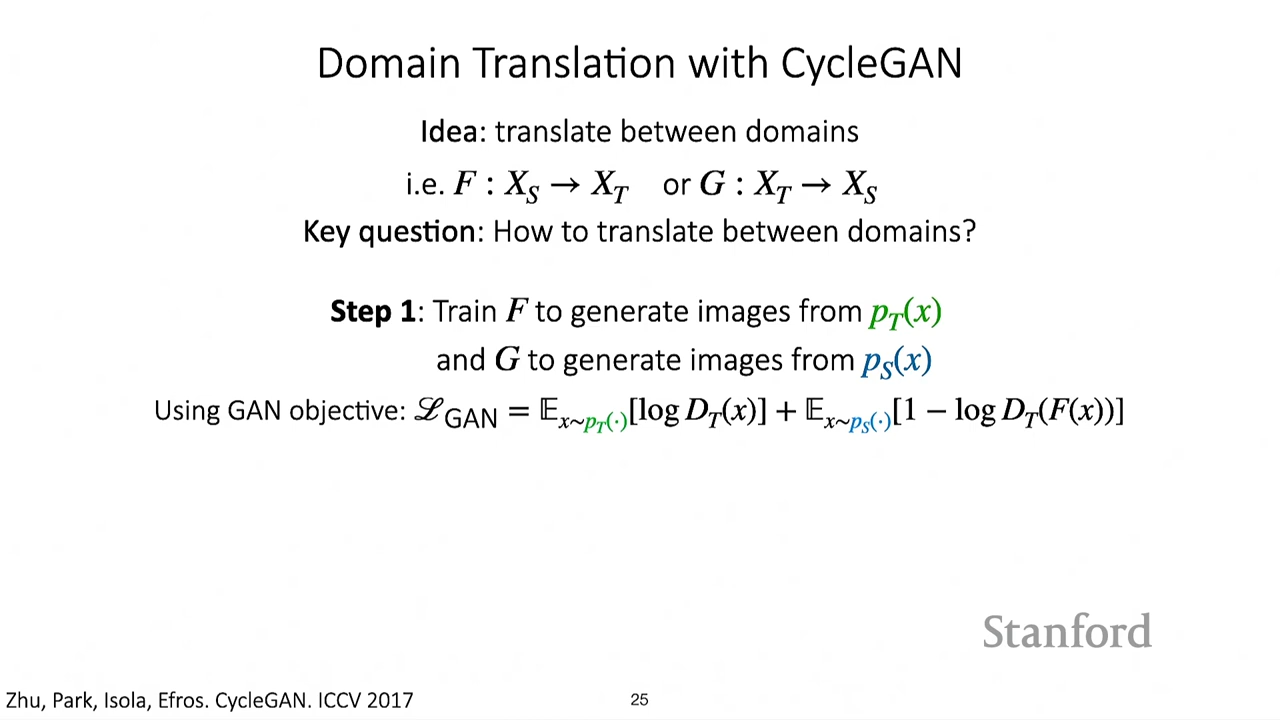 Domain Translation with CycleGAN
Idea: translate between domains
i.e. F : X_S → X_T or G : X_T → X_S
Key question: How to translate between domains?
Step 1: Train F to generate images from p_T(x)
and G to generate images from p_S(x)
Using GAN objective: ℒ_GAN = 𝔼_{x~p_T(·)}[log D_T(x)] + 𝔼_{x~p_S(·)}[1 − log D_T(F(x))]
Stanford
Zhu, Park, Isola, Efros. CycleGAN. ICCV 2017
25